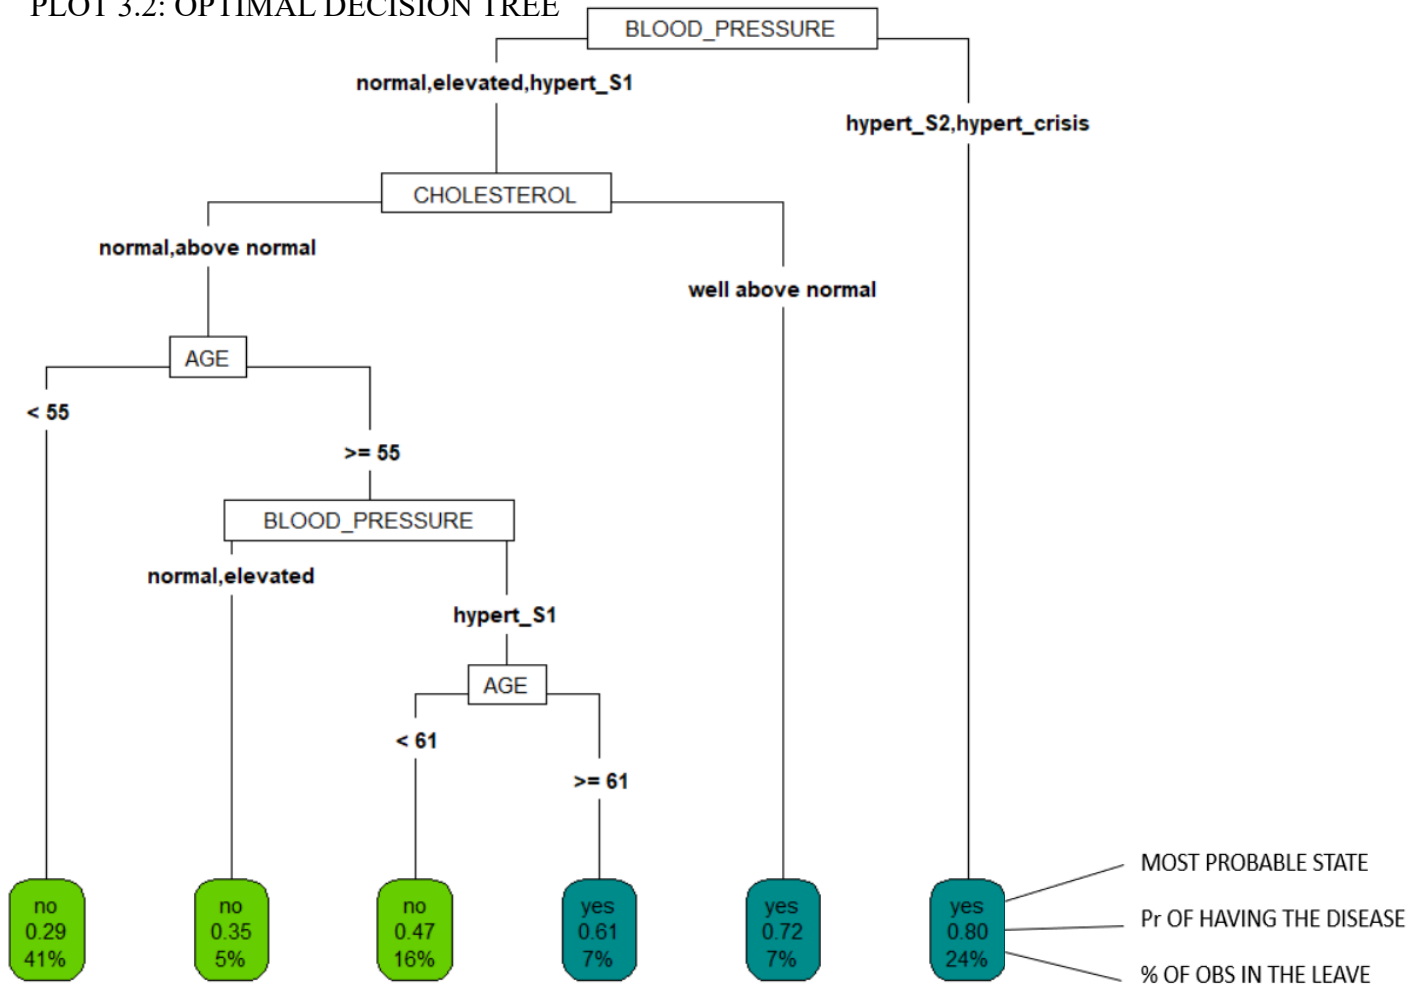 PLOT 3.2: OPTIMAL DECISION TREE
BLOOD_PRESSURE
normal,elevated,hypert_S1
hypert_S2,hypert_crisis
CHOLESTEROL
normal,above normal
well above normal
AGE
< 55
>= 55
BLOOD_PRESSURE
normal,elevated
hypert_S1
AGE
< 61
>= 61
no
0.29
41%
no
0.35
5%
no
0.47
16%
yes
0.61
7%
yes
0.72
7%
yes
0.80
24%
MOST PROBABLE STATE
Pr OF HAVING THE DISEASE
% OF OBS IN THE LEAVE